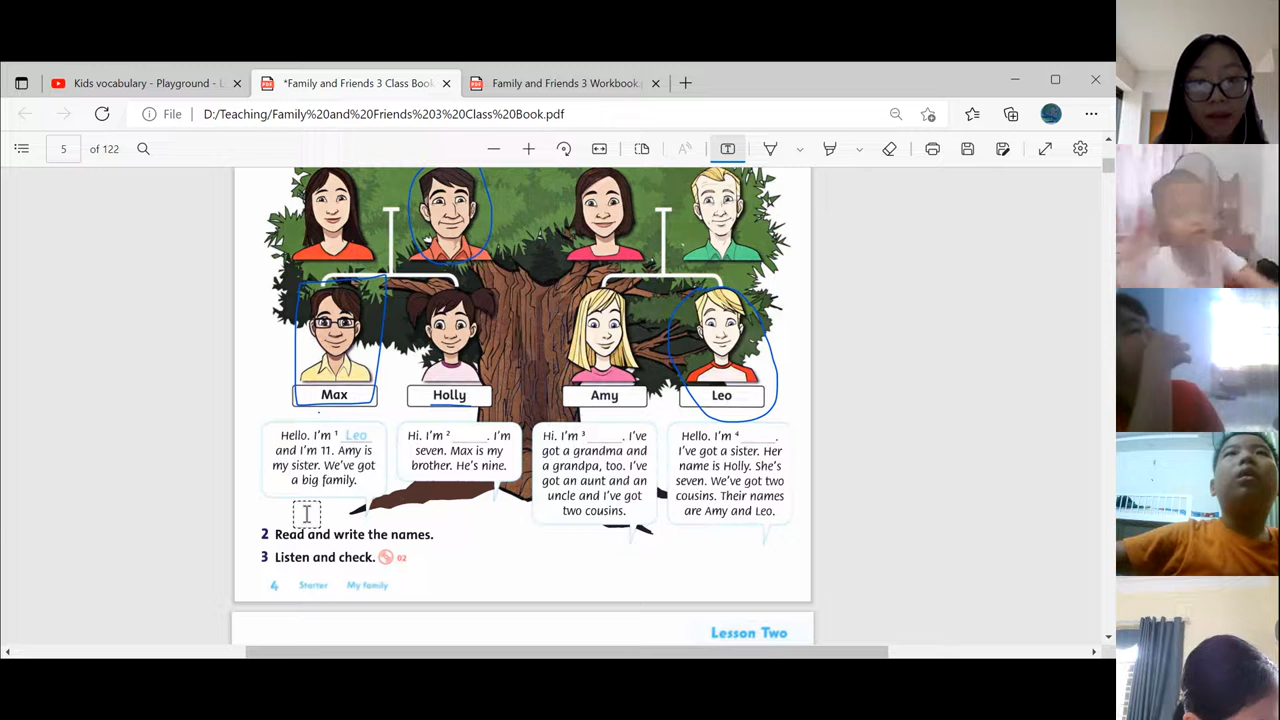 Kids vocabulary - Playground - L
*Family and Friends 3 Class Book
Family and Friends 3 Workbook.
File
D:/Teaching/Family%20and%20Friends%203%20Class%20Book.pdf
5 of 122
Max
Holly
Amy
Leo
Hello. I'm ¹ Leo
and I'm 11. Amy is
my sister. We've got
a big family.
Hi. I'm ² _____. I'm
seven. Max is my
brother. He's nine.
Hi. I'm ³ _____. I've
got a grandma and
a grandpa, too. I've
got an aunt and an
uncle and I've got
two cousins.
Hello. I'm ⁴ _____.
I've got a sister. Her
name is Holly. She's
seven. We've got two
cousins. Their names
are Amy and Leo.
2 Read and write the names.
3 Listen and check. 02
4 Starter My family
Lesson Two